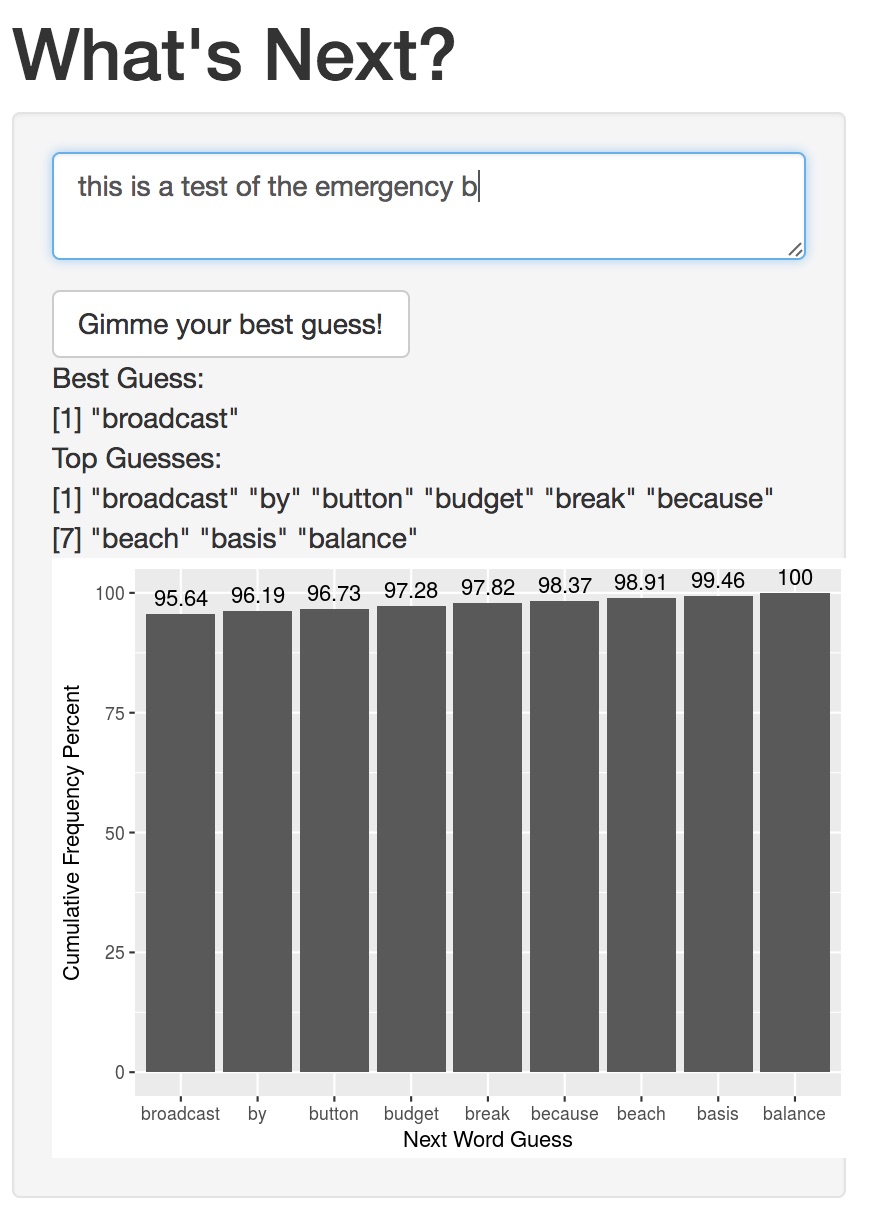 What's Next?
this is a test of the emergency b
Gimme your best guess!
Best Guess:
[1] "broadcast"
Top Guesses:
[1] "broadcast" "by" "button" "budget" "break" "because"
[7] "beach" "basis" "balance"
95.64 96.19 96.73 97.28 97.82 98.37 98.91 99.46 100
100
75
50
25
0
Cumulative Frequency Percent
broadcast by button budget break because beach basis balance
Next Word Guess